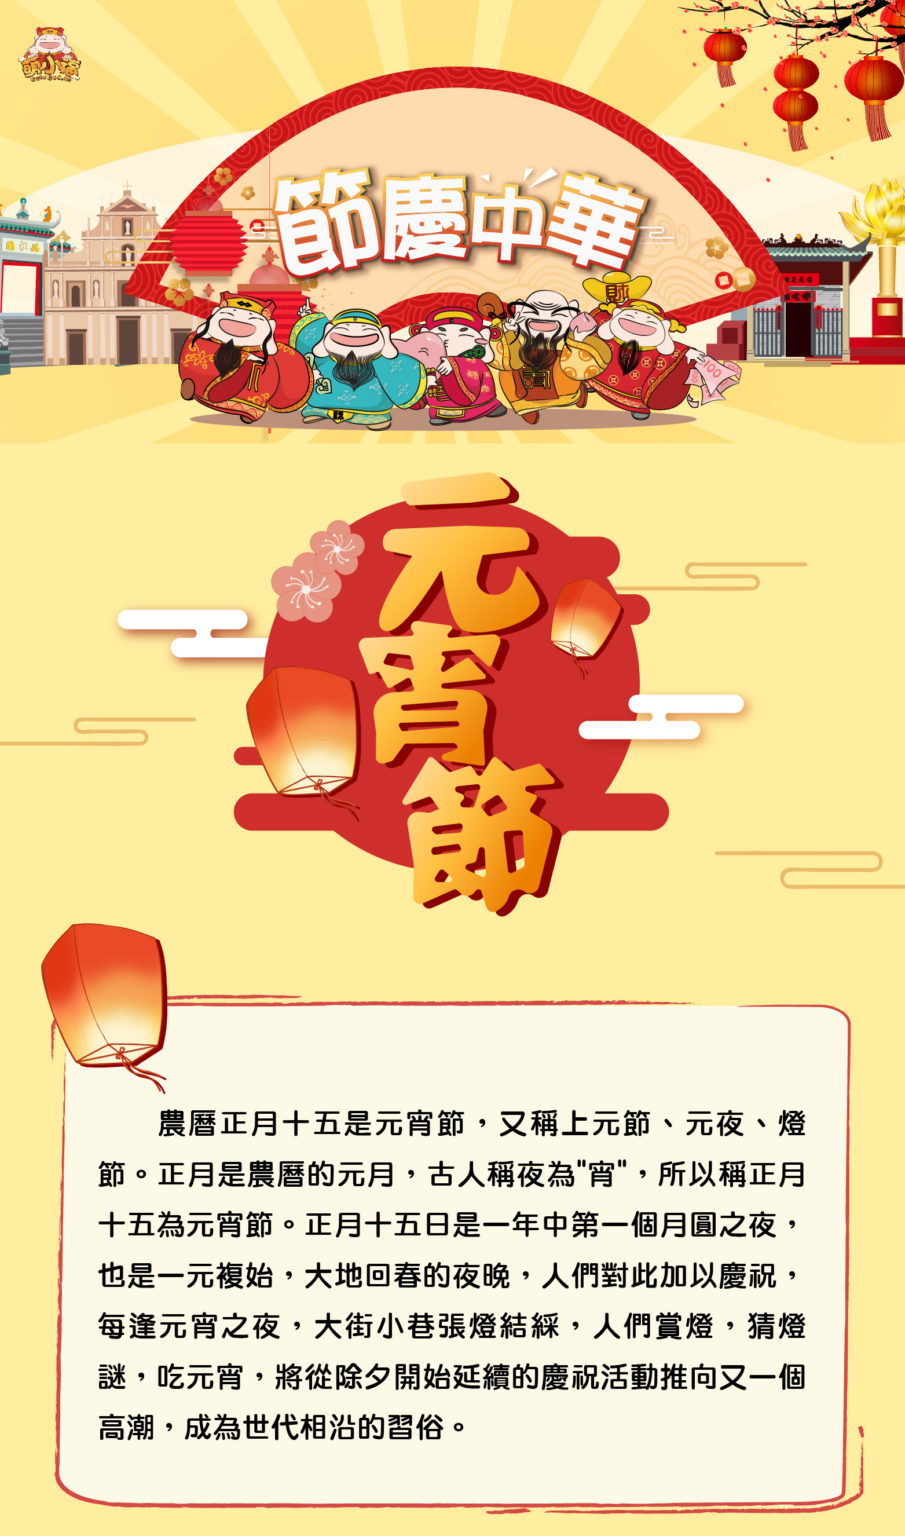 萌小蔡
節慶中華
財
100
元
宵
節
農曆正月十五是元宵節，又稱上元節、元夜、燈
節。正月是農曆的元月，古人稱夜為"宵"，所以稱正月
十五為元宵節。正月十五日是一年中第一個月圓之夜，
也是一元複始，大地回春的夜晚，人們對此加以慶祝，
每逢元宵之夜，大街小巷張燈結綵，人們賞燈，猜燈
謎，吃元宵，將從除夕開始延續的慶祝活動推向又一個
高潮，成為世代相沿的習俗。